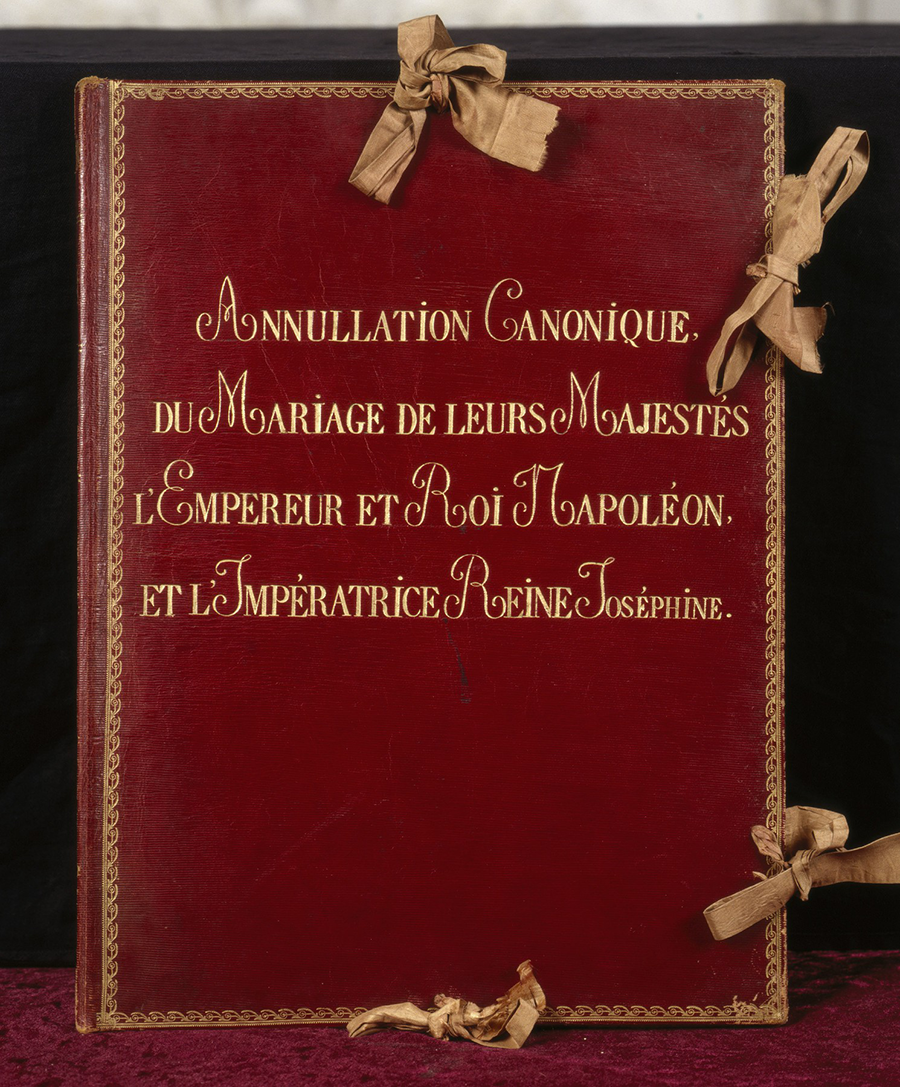 Annullation Canonique,
du Mariage de leurs Majestés
l'Empereur et Roi Napoléon,
et l'Impératrice Reine Joséphine.